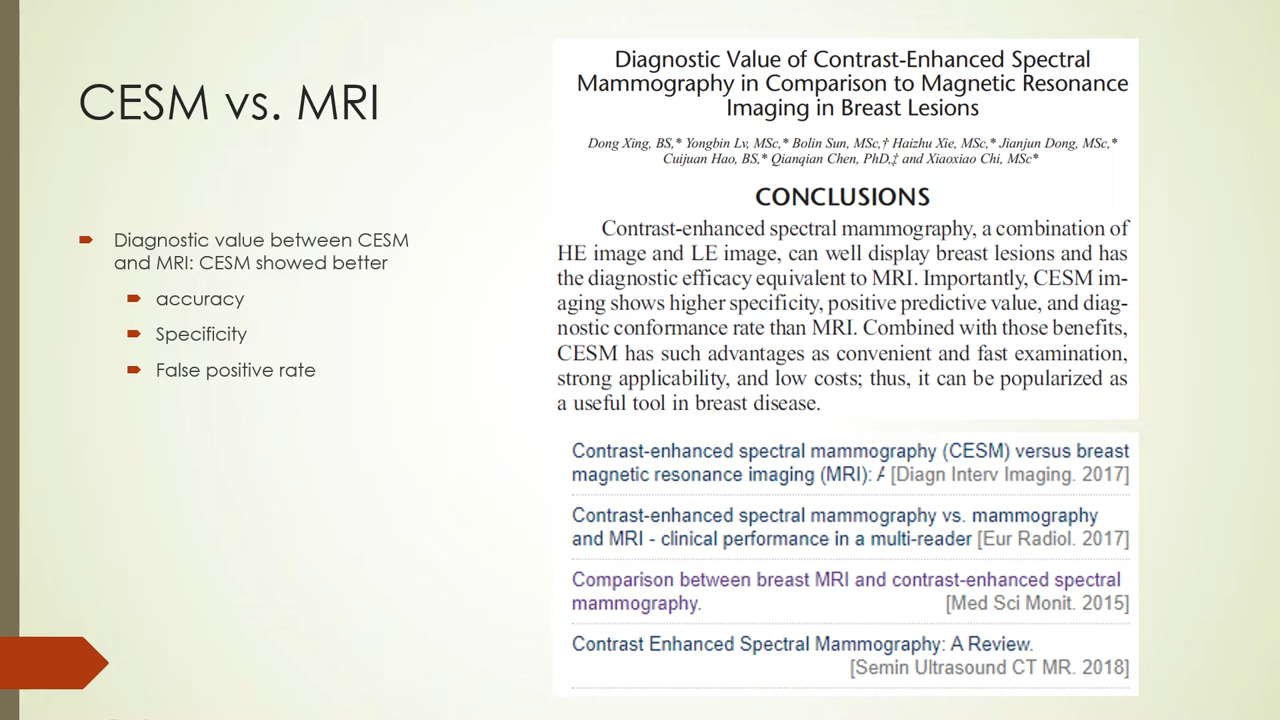 CESM vs. MRI
Diagnostic value between CESM
and MRI: CESM showed better
accuracy
Specificity
False positive rate
Diagnostic Value of Contrast-Enhanced Spectral
Mammography in Comparison to Magnetic Resonance
Imaging in Breast Lesions
Dong Xing, BS,* Yongbin Lv, MSc,* Bolin Sun, MSc,† Haizhu Xie, MSc,* Jianjun Dong, MSc,*
Cuijuan Hao, BS,* Qianqian Chen, PhD,‡ and Xiaoxiao Chi, MSc*
CONCLUSIONS
Contrast-enhanced spectral mammography, a combination of
HE image and LE image, can well display breast lesions and has
the diagnostic efficacy equivalent to MRI. Importantly, CESM im-
aging shows higher specificity, positive predictive value, and diag-
nostic conformance rate than MRI. Combined with those benefits,
CESM has such advantages as convenient and fast examination,
strong applicability, and low costs; thus, it can be popularized as
a useful tool in breast disease.
Contrast-enhanced spectral mammography (CESM) versus breast
magnetic resonance imaging (MRI): A [Diagn Interv Imaging. 2017]
Contrast-enhanced spectral mammography vs. mammography
and MRI - clinical performance in a multi-reader [Eur Radiol. 2017]
Comparison between breast MRI and contrast-enhanced spectral
mammography. [Med Sci Monit. 2015]
Contrast Enhanced Spectral Mammography: A Review.
[Semin Ultrasound CT MR. 2018]